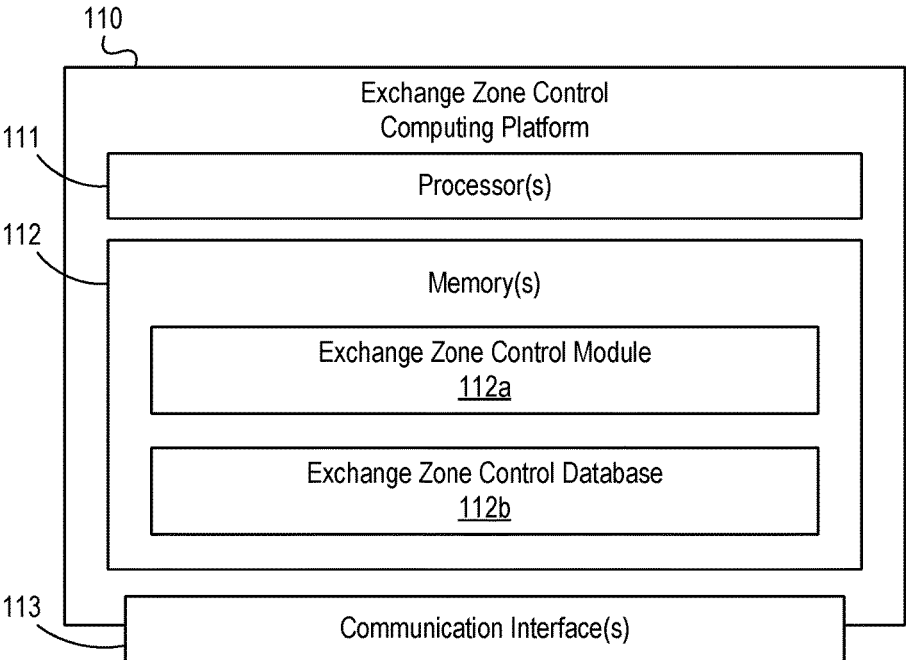 110
Exchange Zone Control
Computing Platform
111
Processor(s)
112
Memory(s)
Exchange Zone Control Module
112a
Exchange Zone Control Database
112b
113
Communication Interface(s)